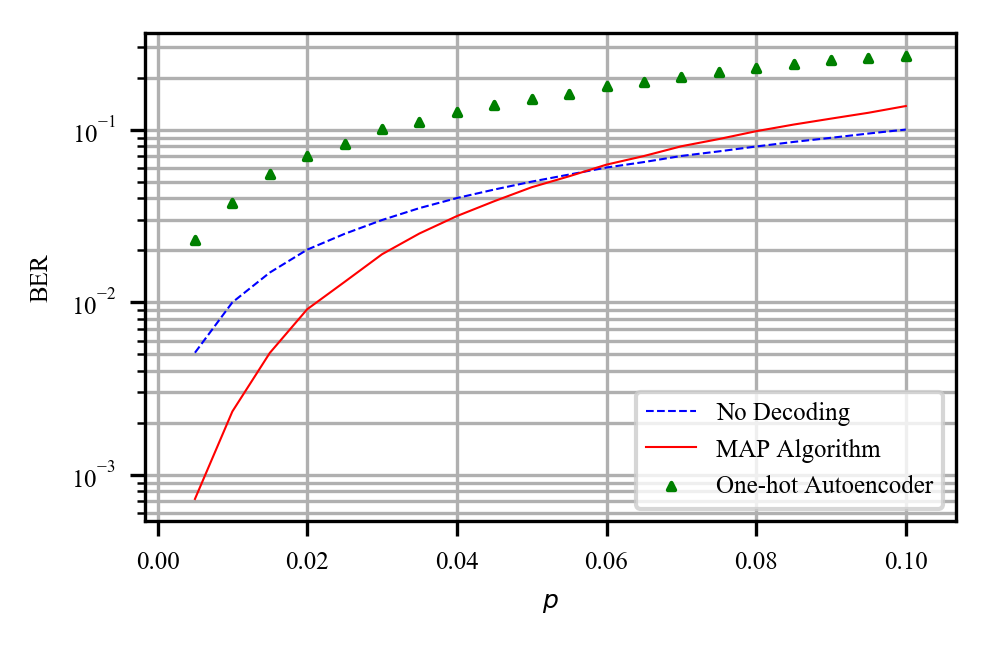 BER
10⁻¹
10⁻²
10⁻³
No Decoding
MAP Algorithm
One-hot Autoencoder
0.00 0.02 0.04 0.06 0.08 0.10
p